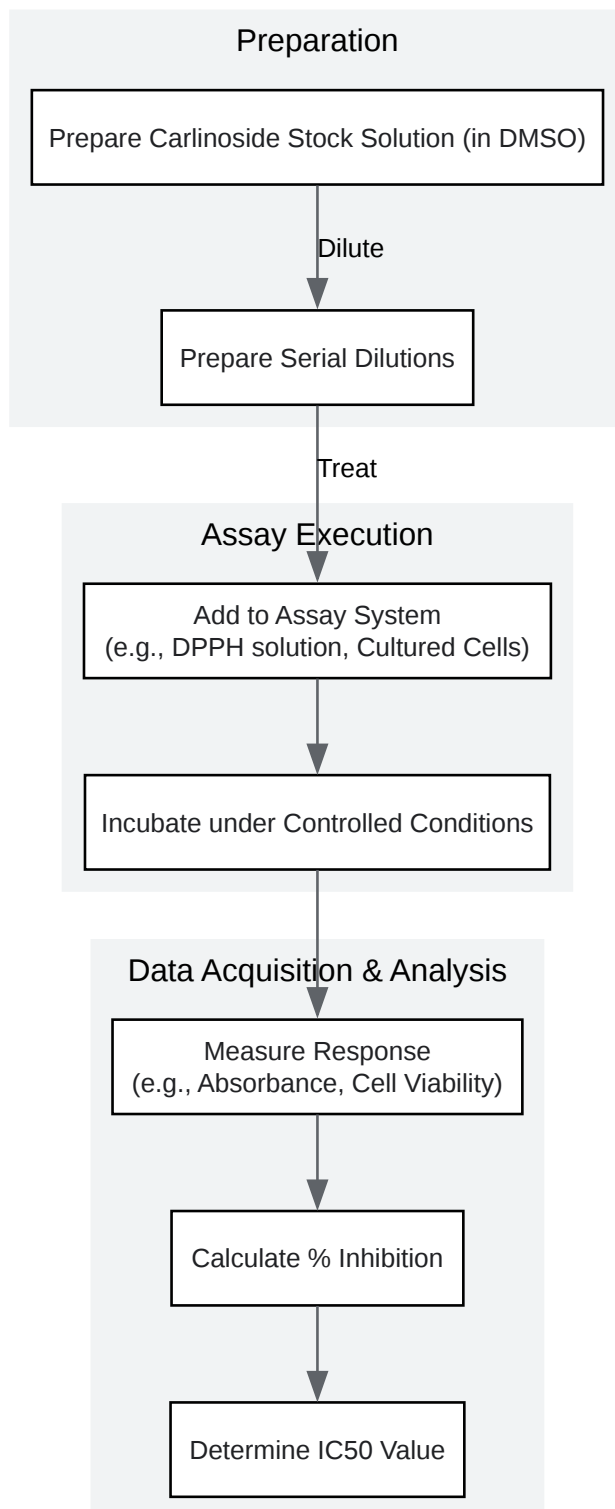 Preparation
Prepare Carlinoside Stock Solution (in DMSO)
Dilute
Prepare Serial Dilutions
Treat
Assay Execution
Add to Assay System
(e.g., DPPH solution, Cultured Cells)
Incubate under Controlled Conditions
Data Acquisition & Analysis
Measure Response
(e.g., Absorbance, Cell Viability)
Calculate % Inhibition
Determine IC50 Value